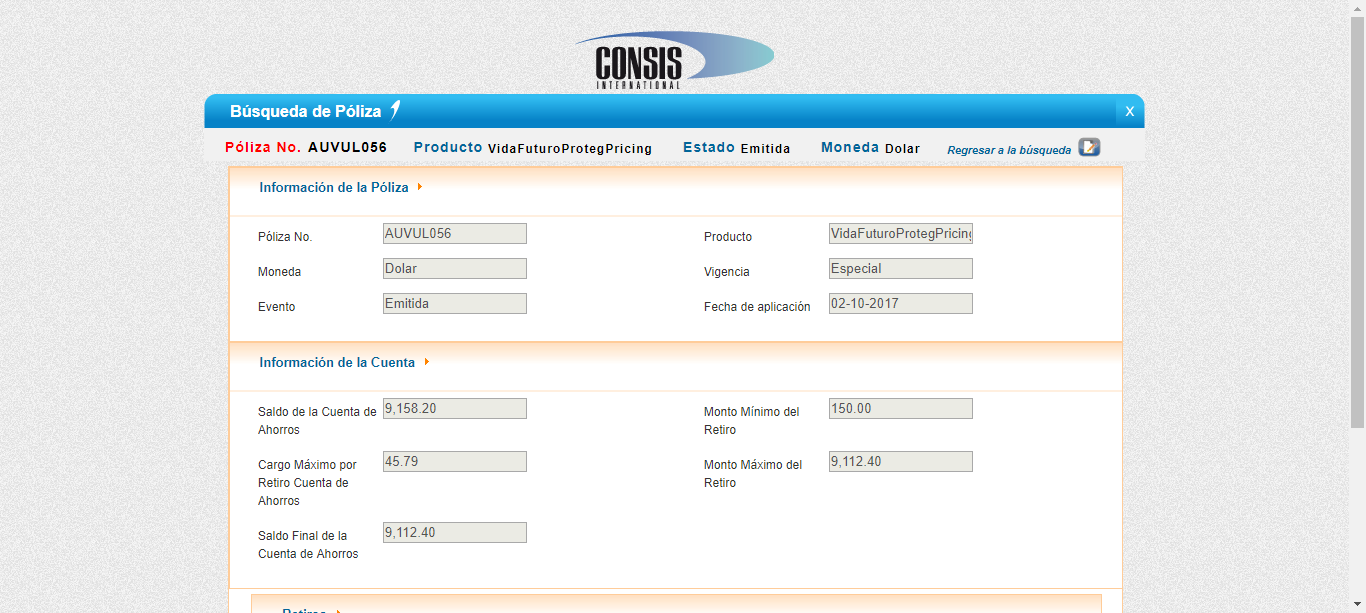 CONSIS
INTERNATIONAL
Búsqueda de Póliza
X
Póliza No. AUVUL056 Producto VidaFuturoProtegPricing Estado Emitida Moneda Dolar Regresar a la búsqueda
Información de la Póliza
Póliza No. AUVUL056 Producto VidaFuturoProtegPricing
Moneda Dolar Vigencia Especial
Evento Emitida Fecha de aplicación 02-10-2017
Información de la Cuenta
Saldo de la Cuenta de Ahorros 9,158.20 Monto Mínimo del Retiro 150.00
Cargo Máximo por Retiro Cuenta de Ahorros 45.79 Monto Máximo del Retiro 9,112.40
Saldo Final de la Cuenta de Ahorros 9,112.40
Retiros